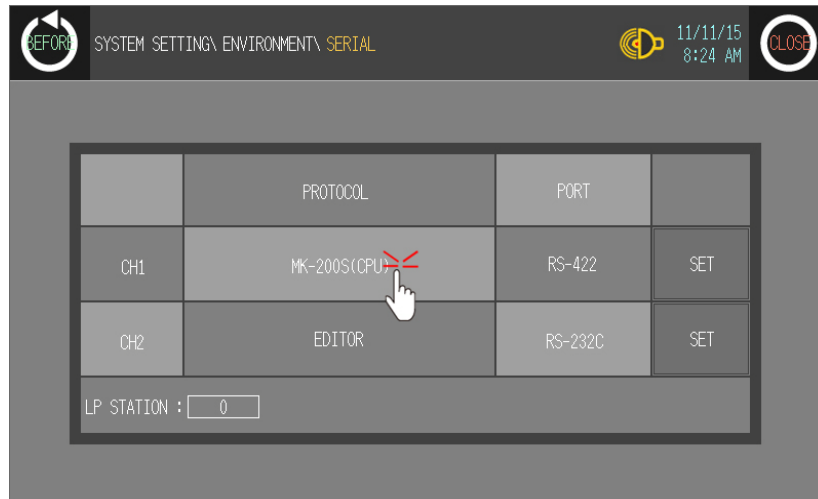 BEFORE SYSTEM SETTING\ ENVIRONMENT\ SERIAL 11/11/15 CLOSE
8:24 AM
PROTOCOL PORT
CH1 MK-200S(CPU) RS-422 SET
CH2 EDITOR RS-232C SET
LP STATION : 0